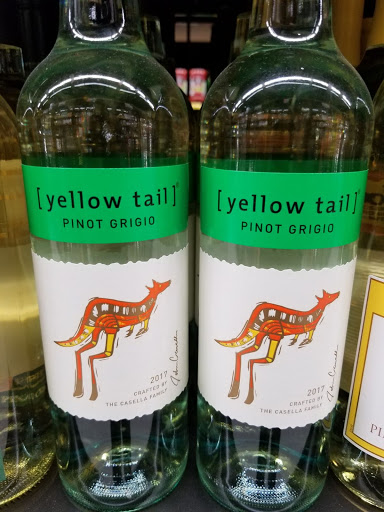 [ yellow tail ]®
PINOT GRIGIO
2017
CRAFTED BY
THE CASELLA FAMILY
[ yellow tail ]®
PINOT GRIGIO
2017
CRAFTED BY
THE CASELLA FAMILY
PI